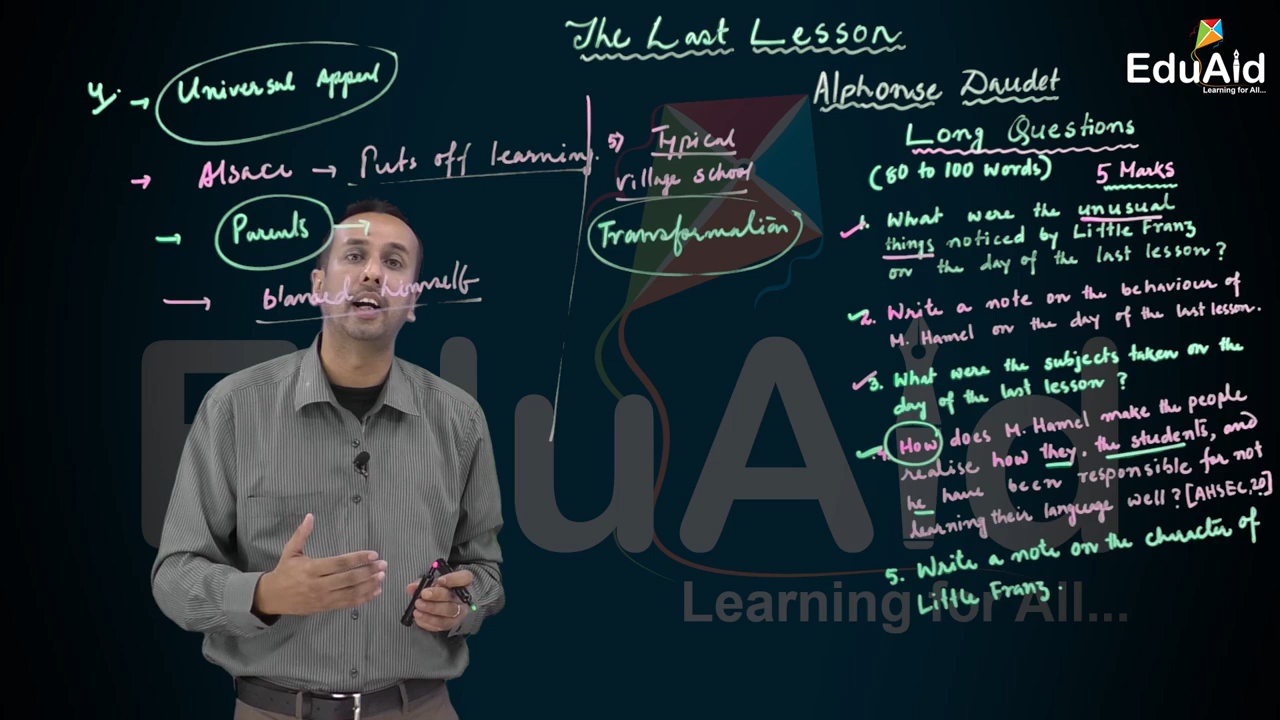 The Last Lesson
Alphonse Daudet
EduAid
Learning for All...
4. → Universal Appeal
→ Alsace → Puts off learning.
→ Parents →
→ blamed himself
5) Typical
village school
Transformation
Long Questions
(80 to 100 words) 5 Marks
1. What were the unusual
things noticed by Little Franz
on the day of the last lesson?
2. Write a note on the behaviour of
M. Hamel on the day of the last lesson.
3. What were the subjects taken on the
day of the last lesson?
4. How does M. Hamel make the people
realise how they, the students, and
he have been responsible for not
learning their language well? [AHSEC, 20]
5. Write a note on the character of
Little Franz.
EduAid
Learning for All...